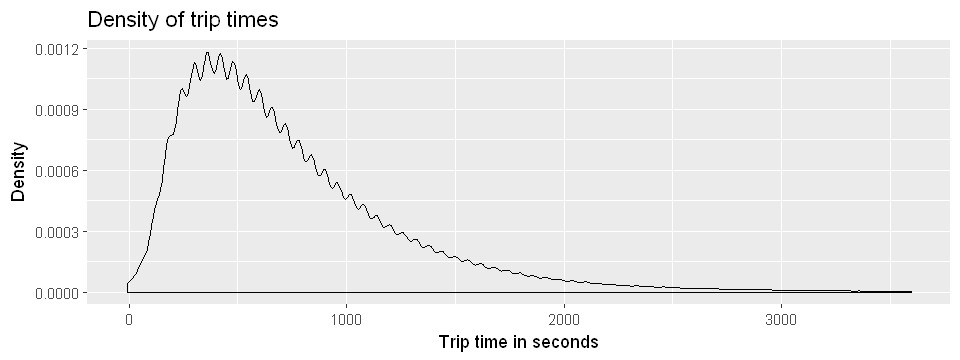 Density of trip times
0.0012
0.0009
0.0006
0.0003
0.0000
Density
0 1000 2000 3000
Trip time in seconds